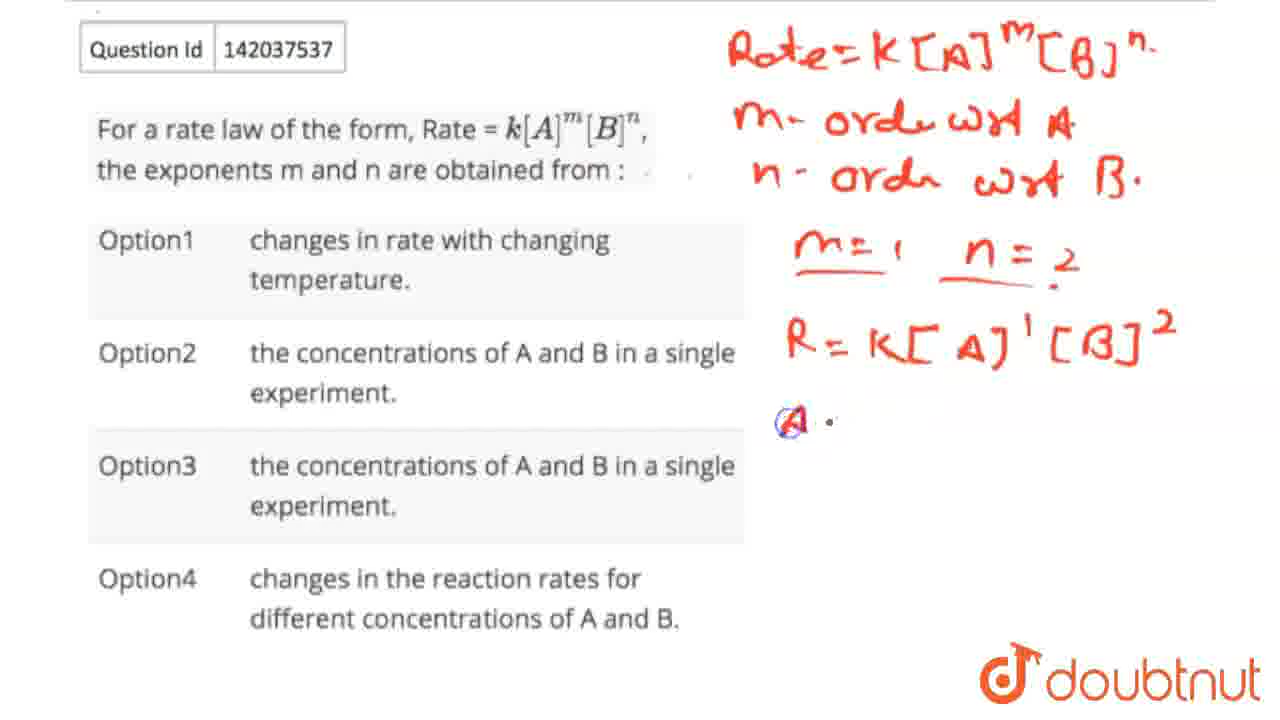 Question Id 142037537
For a rate law of the form, Rate = k[A]^m[B]^n,
the exponents m and n are obtained from :
Option1 changes in rate with changing
temperature.
Option2 the concentrations of A and B in a single
experiment.
Option3 the concentrations of A and B in a single
experiment.
Option4 changes in the reaction rates for
different concentrations of A and B.
Rate = K[A]^m[B]^n.
m - order wrt A.
n - order wrt B.
m = 1 n = 2
R = K[A]^1[B]^2
A
doubtnut